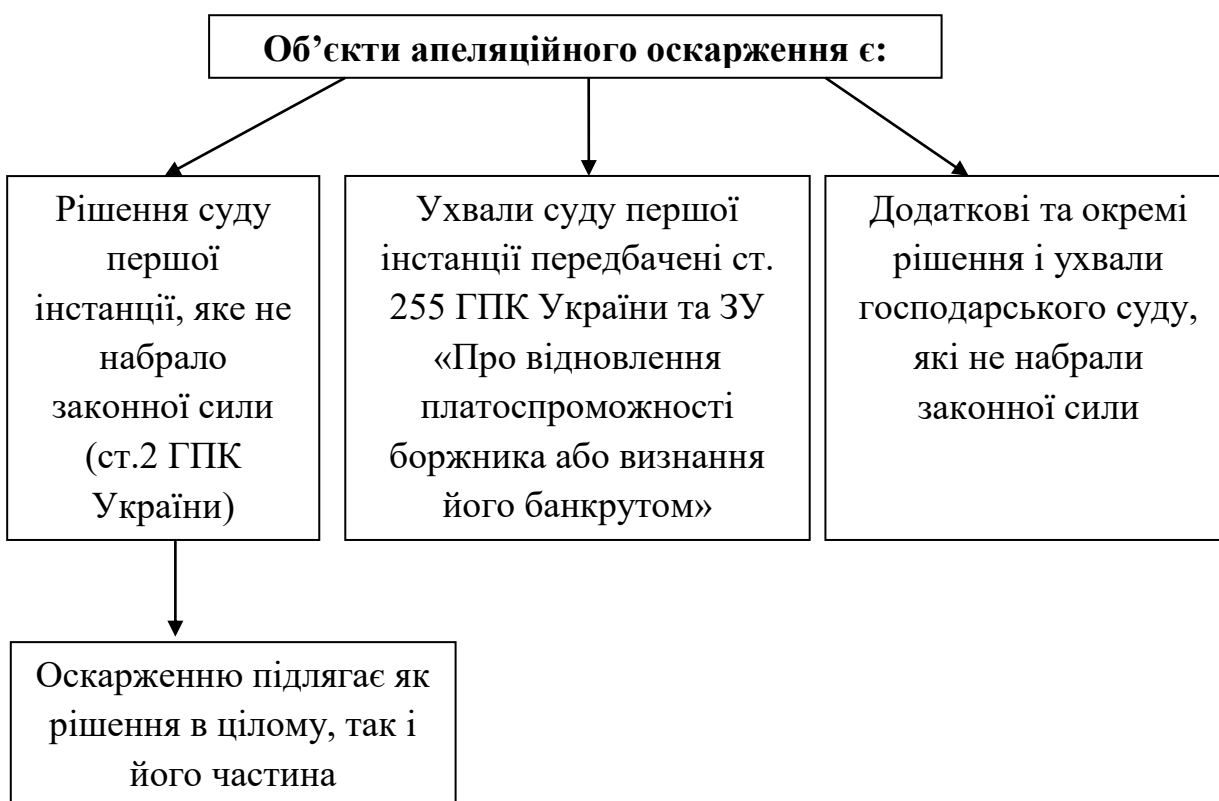 Об’єкти апеляційного оскарження є:
Рішення суду
першої
інстанції, яке не
набрало
законної сили
(ст.2 ГПК
України)
Ухвали суду першої
інстанції передбачені ст.
255 ГПК України та ЗУ
«Про відновлення
платоспроможності
боржника або визнання
його банкрутом»
Додаткові та окремі
рішення і ухвали
господарського суду,
які не набрали
законної сили
Оскарженню підлягає як
рішення в цілому, так і
його частина